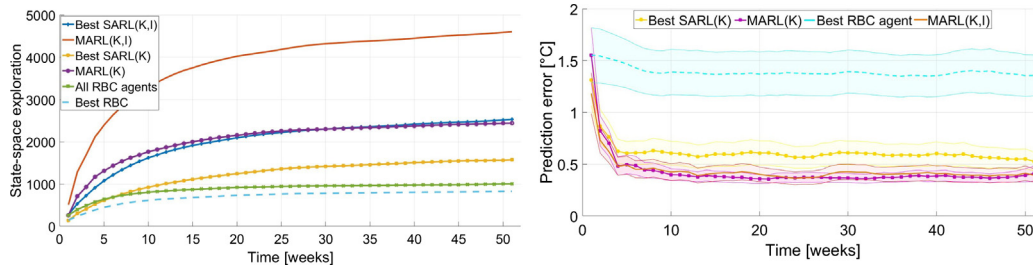 5000
4000
3000
2000
1000
0
State-space exploration
Best SARL(K,I)
MARL(K,I)
Best SARL(K)
MARL(K)
All RBC agents
Best RBC
0 5 10 15 20 25 30 35 40 45 50
Time [weeks]
2
1.5
1
0.5
0
Prediction error [°C]
Best SARL(K) MARL(K) Best RBC agent MARL(K,I)
0 10 20 30 40 50
Time [weeks]